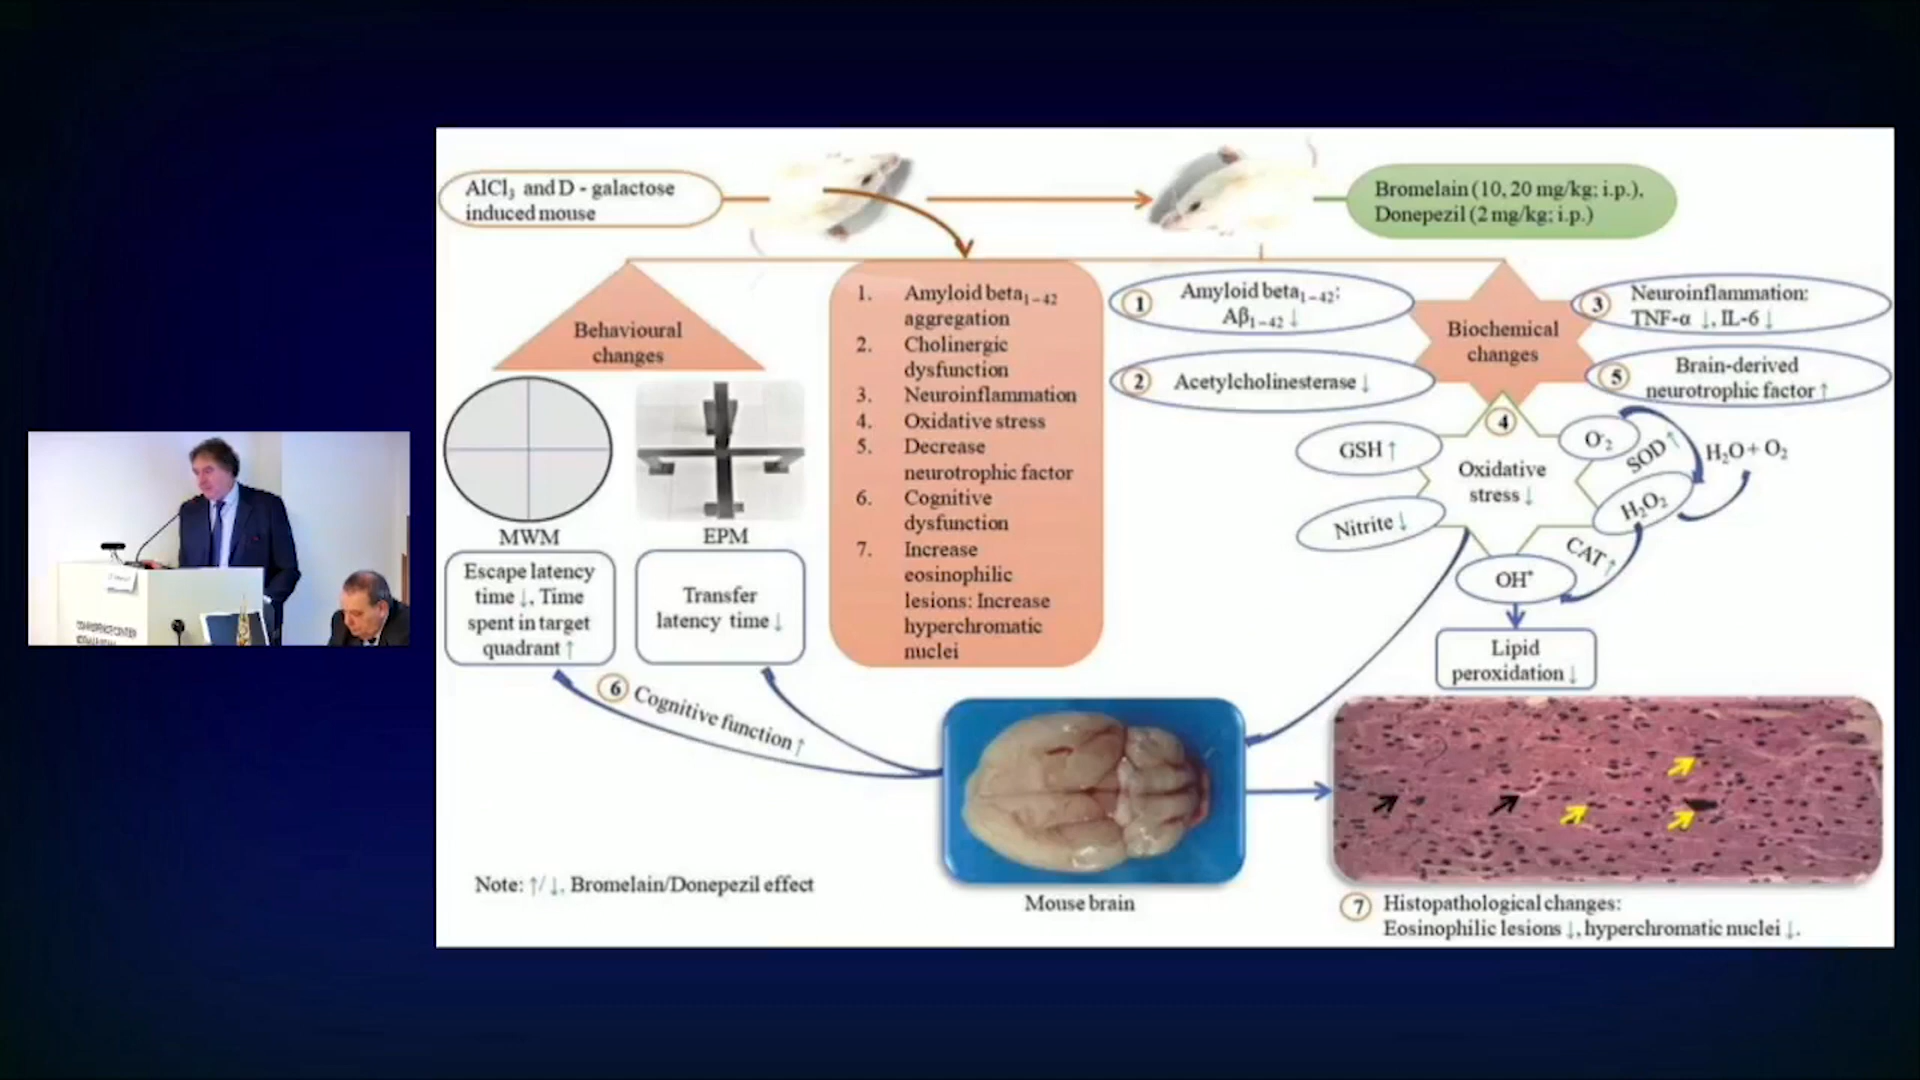 AlCl₃ and D - galactose
induced mouse
Bromelain (10, 20 mg/kg; i.p.),
Donepezil (2 mg/kg; i.p.)
Behavioural
changes
MWM
EPM
Escape latency
time ↓, Time
spent in target
quadrant ↑
Transfer
latency time ↓
1. Amyloid beta₁₋₄₂
aggregation
2. Cholinergic
dysfunction
3. Neuroinflammation
4. Oxidative stress
5. Decrease
neurotrophic factor
6. Cognitive
dysfunction
7. Increase
eosinophilic
lesions: Increase
hyperchromatic
nuclei
1 Amyloid beta₁₋₄₂:
Aβ₁₋₄₂ ↓
2 Acetylcholinesterase ↓
Biochemical
changes
3 Neuroinflammation:
TNF-α ↓, IL-6 ↓
5 Brain-derived
neurotrophic factor ↑
4
Oxidative
stress ↓
GSH ↑
Nitrite ↓
O⁻₂
SOD ↑
H₂O + O₂
H₂O₂
CAT ↑
OH*
Lipid
peroxidation ↓
6 Cognitive function ↑
Note: ↑/↓, Bromelain/Donepezil effect
Mouse brain
7 Histopathological changes:
Eosinophilic lesions ↓, hyperchromatic nuclei ↓.